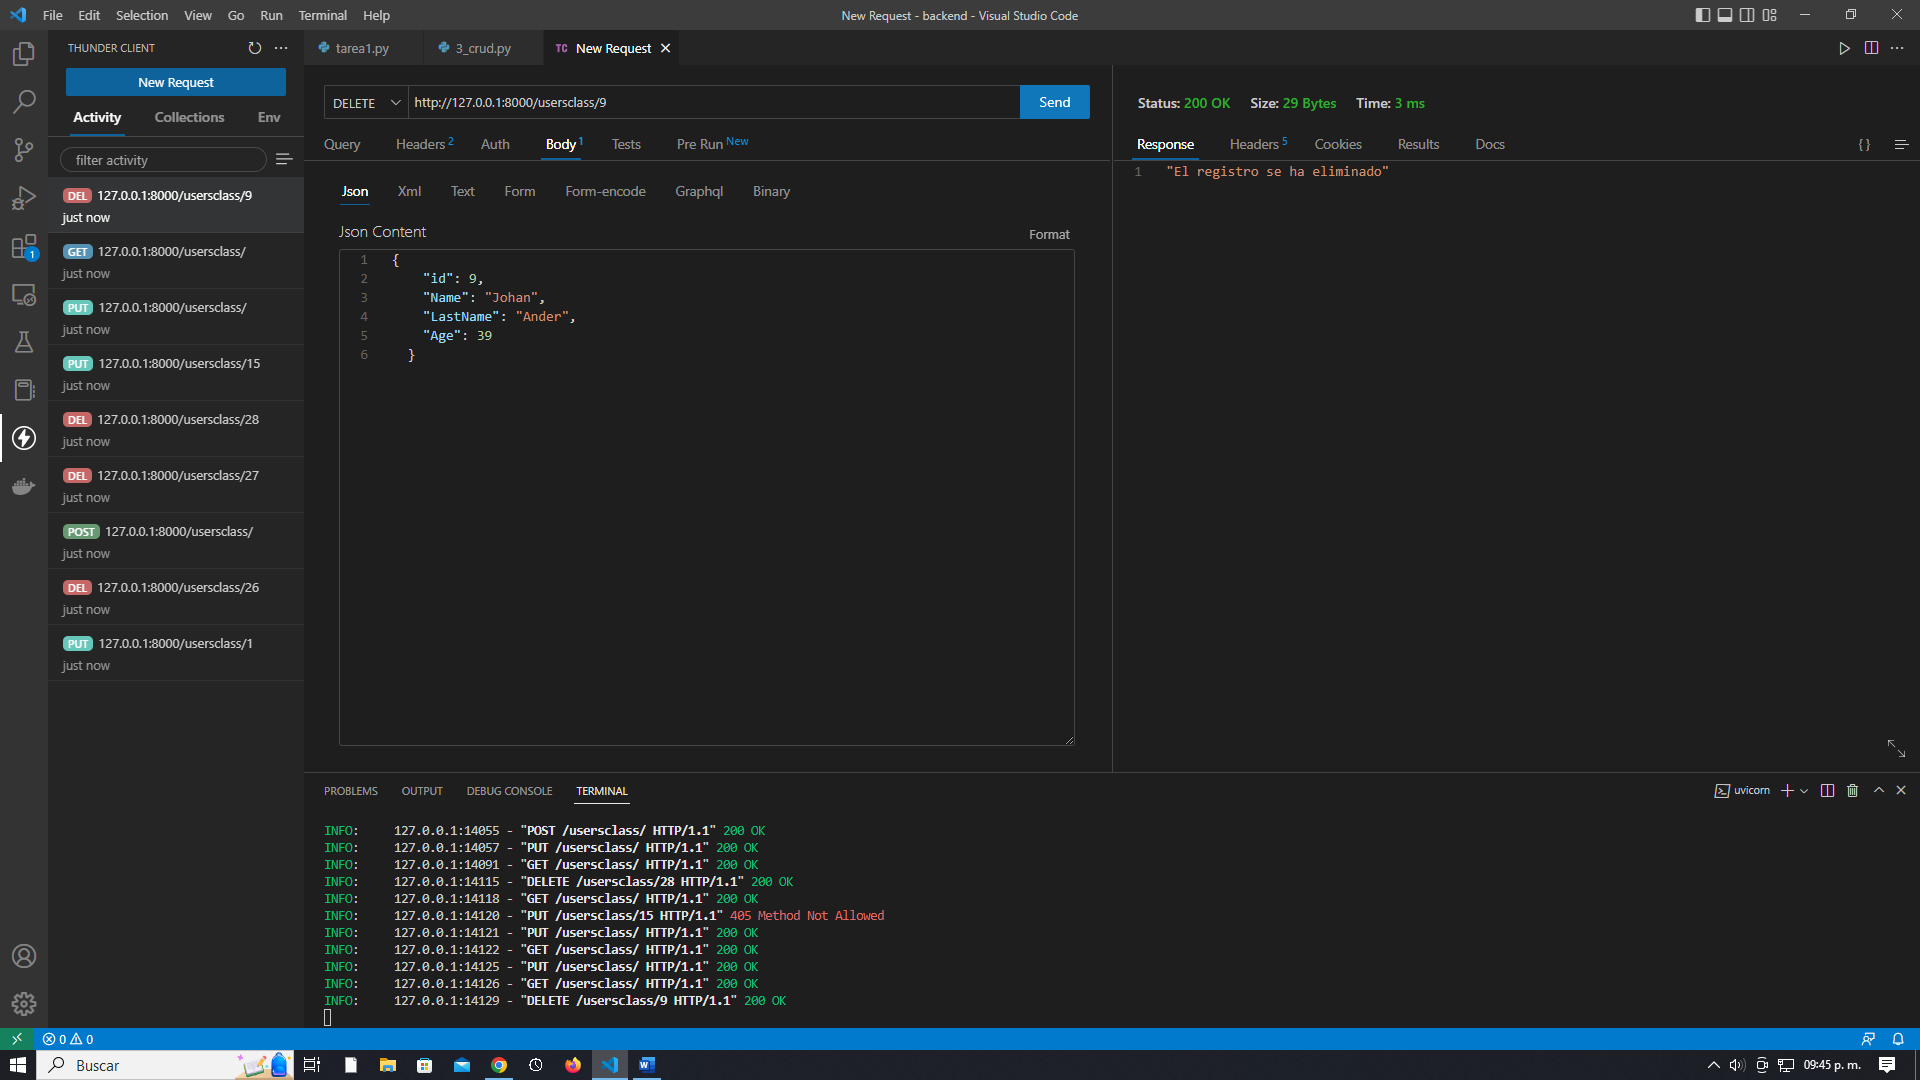 File Edit Selection View Go Run Terminal Help
New Request - backend - Visual Studio Code
THUNDER CLIENT
New Request
Activity Collections Env
filter activity
DEL 127.0.0.1:8000/usersclass/9
just now
GET 127.0.0.1:8000/usersclass/
just now
PUT 127.0.0.1:8000/usersclass/
just now
PUT 127.0.0.1:8000/usersclass/15
just now
DEL 127.0.0.1:8000/usersclass/28
just now
DEL 127.0.0.1:8000/usersclass/27
just now
POST 127.0.0.1:8000/usersclass/
just now
DEL 127.0.0.1:8000/usersclass/26
just now
PUT 127.0.0.1:8000/usersclass/1
just now
1
tarea1.py 3_crud.py TC New Request
DELETE http://127.0.0.1:8000/usersclass/9 Send
Query Headers 2 Auth Body 1 Tests Pre Run New
Json Xml Text Form Form-encode Graphql Binary
Json Content Format
1 {
2 "id": 9,
3 "Name": "Johan",
4 "LastName": "Ander",
5 "Age": 39
6 }
Status: 200 OK Size: 29 Bytes Time: 3 ms
Response Headers 5 Cookies Results Docs { }
1 "El registro se ha eliminado"
PROBLEMS OUTPUT DEBUG CONSOLE TERMINAL uvicorn
INFO: 127.0.0.1:14055 - "POST /usersclass/ HTTP/1.1" 200 OK
INFO: 127.0.0.1:14057 - "PUT /usersclass/ HTTP/1.1" 200 OK
INFO: 127.0.0.1:14091 - "GET /usersclass/ HTTP/1.1" 200 OK
INFO: 127.0.0.1:14115 - "DELETE /usersclass/28 HTTP/1.1" 200 OK
INFO: 127.0.0.1:14118 - "GET /usersclass/ HTTP/1.1" 200 OK
INFO: 127.0.0.1:14120 - "PUT /usersclass/15 HTTP/1.1" 405 Method Not Allowed
INFO: 127.0.0.1:14121 - "PUT /usersclass/ HTTP/1.1" 200 OK
INFO: 127.0.0.1:14122 - "GET /usersclass/ HTTP/1.1" 200 OK
INFO: 127.0.0.1:14125 - "PUT /usersclass/ HTTP/1.1" 200 OK
INFO: 127.0.0.1:14126 - "GET /usersclass/ HTTP/1.1" 200 OK
INFO: 127.0.0.1:14129 - "DELETE /usersclass/9 HTTP/1.1" 200 OK
0 0
Buscar
09:45 p. m.